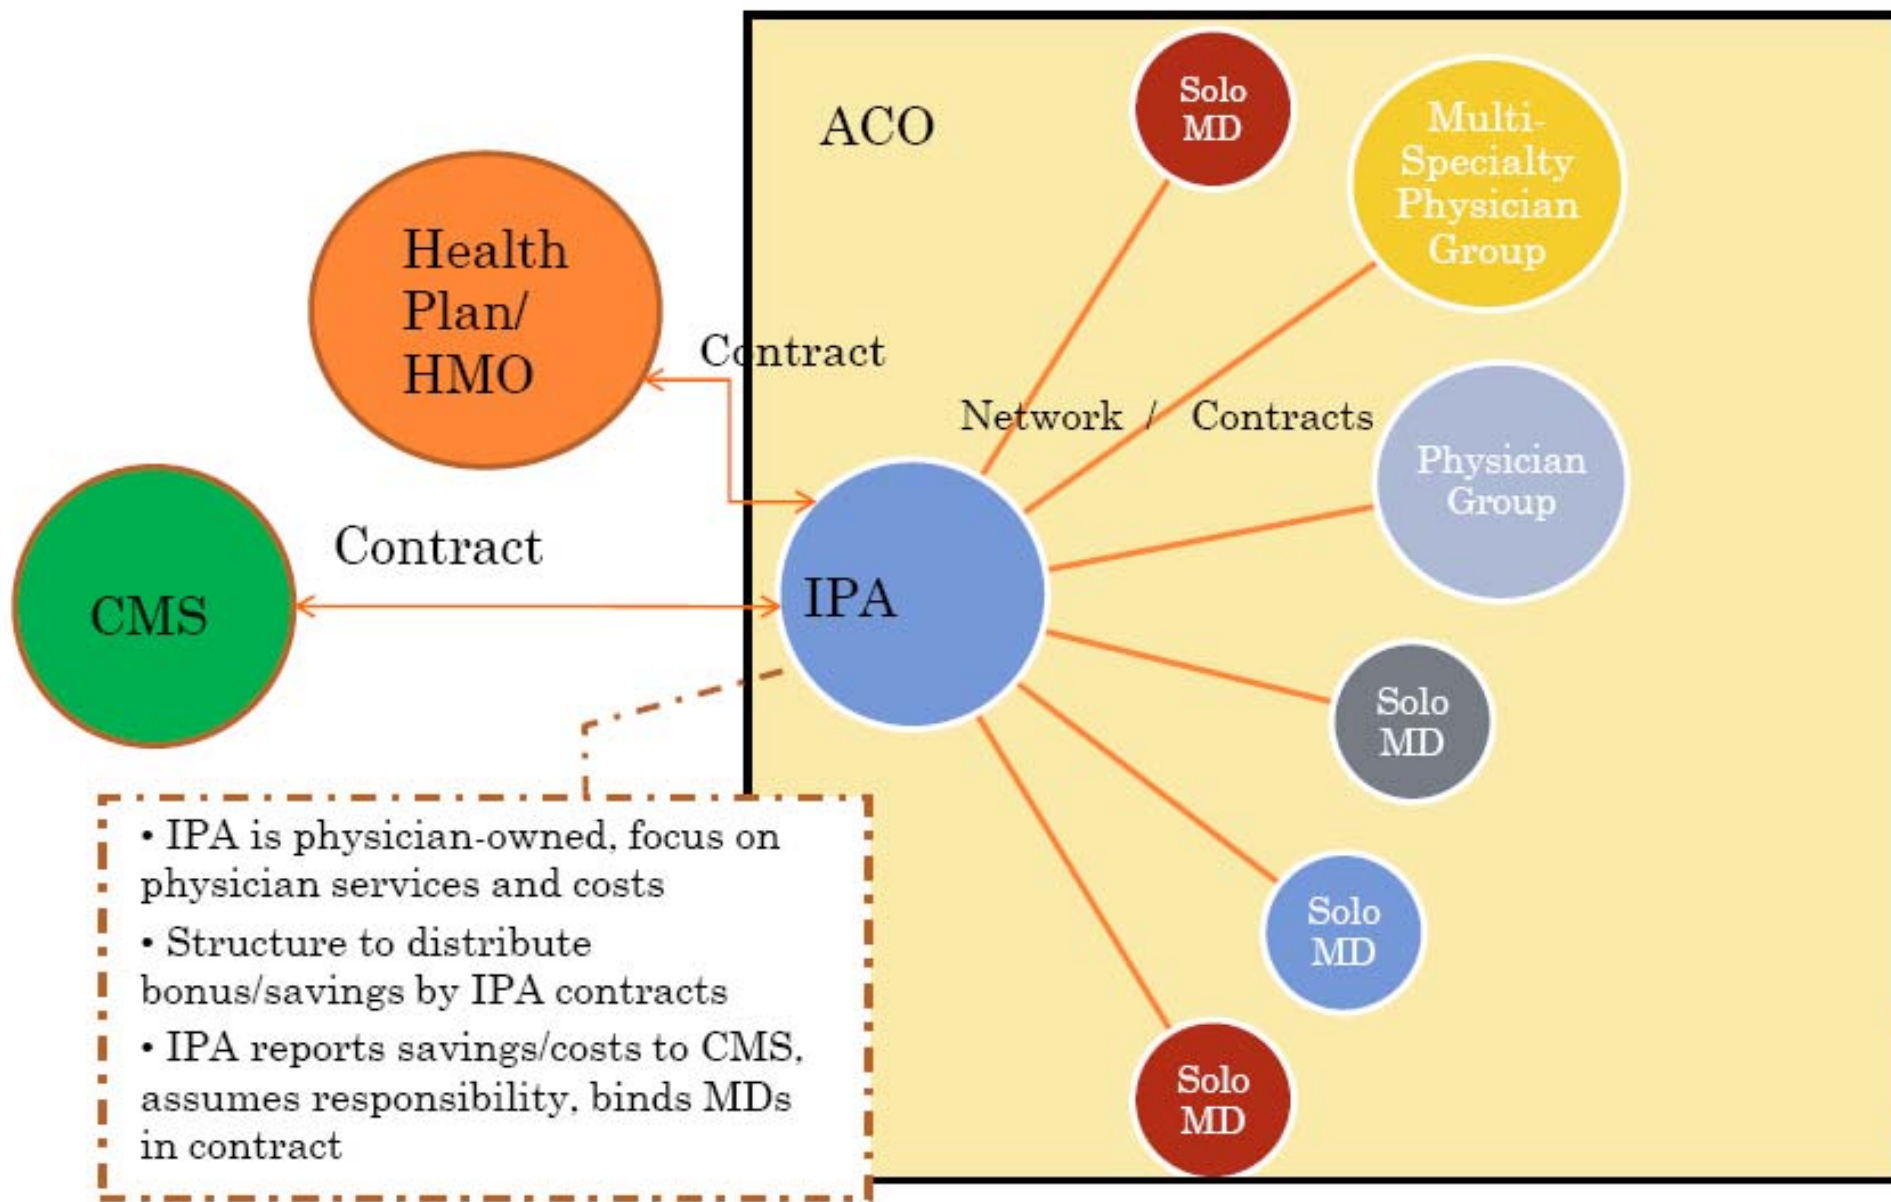 ACO
Solo
MD
Multi-
Specialty
Physician
Group
Health
Plan/
HMO
Contract
Network / Contracts
Physician
Group
Contract
CMS
IPA
Solo
MD
• IPA is physician-owned, focus on
physician services and costs
• Structure to distribute
bonus/savings by IPA contracts
• IPA reports savings/costs to CMS,
assumes responsibility, binds MDs
in contract
Solo
MD
Solo
MD